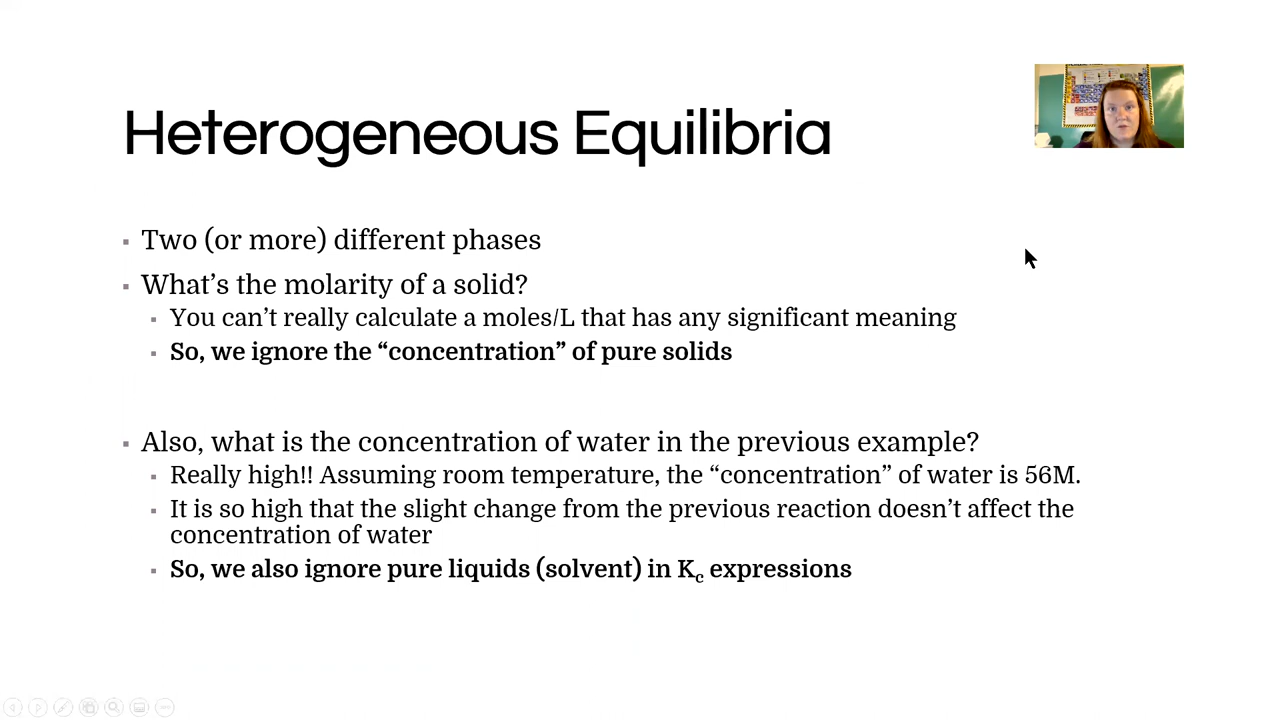 Heterogeneous Equilibria
▪ Two (or more) different phases
▪ What’s the molarity of a solid?
▪ You can’t really calculate a moles/L that has any significant meaning
▪ So, we ignore the “concentration” of pure solids
▪ Also, what is the concentration of water in the previous example?
▪ Really high!! Assuming room temperature, the “concentration” of water is 56M.
▪ It is so high that the slight change from the previous reaction doesn’t affect the
concentration of water
▪ So, we also ignore pure liquids (solvent) in Kc expressions